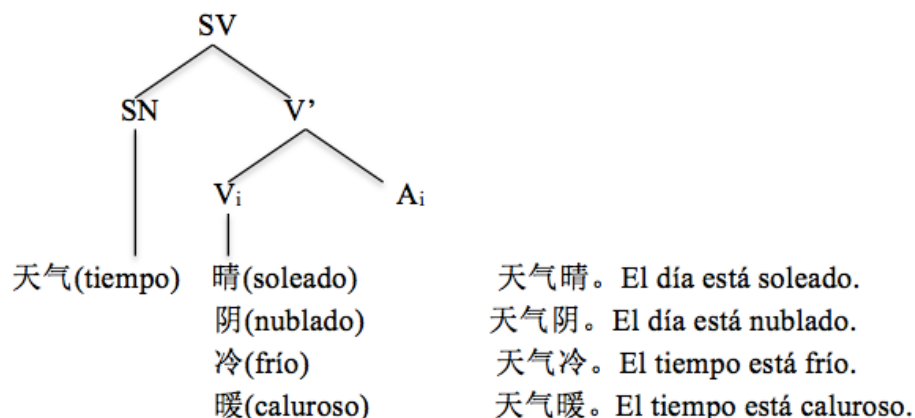 SV
SN V’
Vi Ai
天气(tiempo) 晴(soleado) 天气晴。El día está soleado.
阴(nublado) 天气阴。El día está nublado.
冷(frío) 天气冷。El tiempo está frío.
暖(caluroso) 天气暖。El tiempo está caluroso.